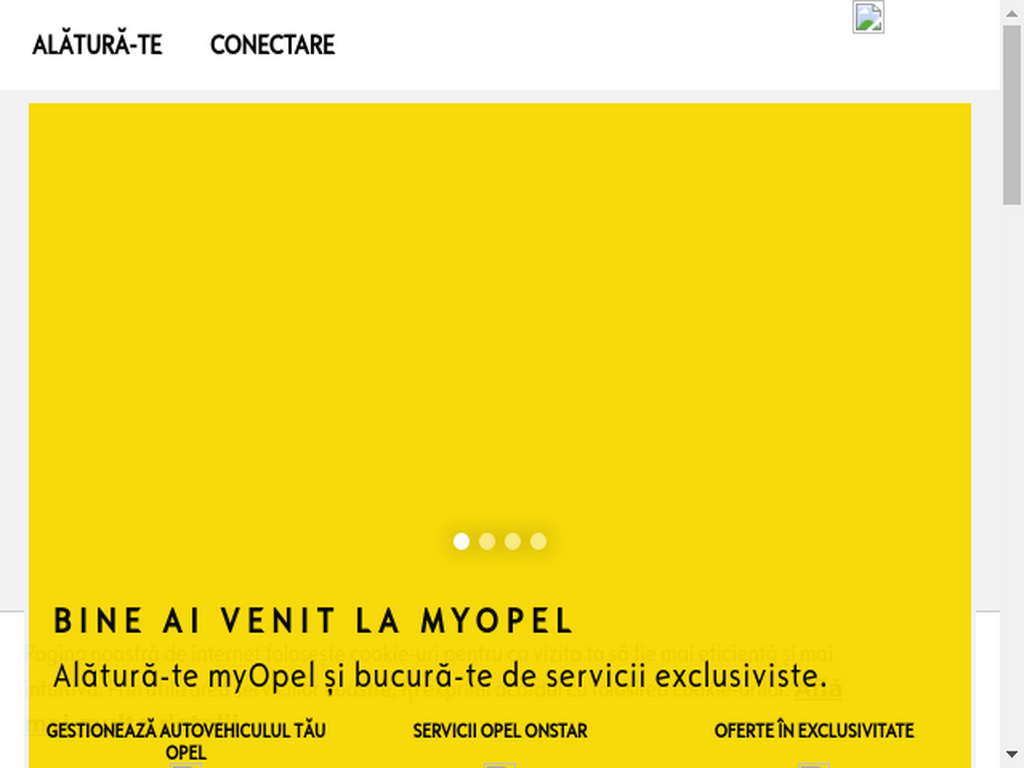 ALĂTURĂ-TE CONECTARE
BINE AI VENIT LA MYOPEL
Pagina noastră de internet folosește cookie-uri pentru ca vizita ta să fie mai eficientă și mai
Alătură-te myOpel și bucură-te de servicii exclusiviste.
Află
GESTIONEAZĂ AUTOVEHICULUL TĂU
OPEL
SERVICII OPEL ONSTAR
OFERTE ÎN EXCLUSIVITATE